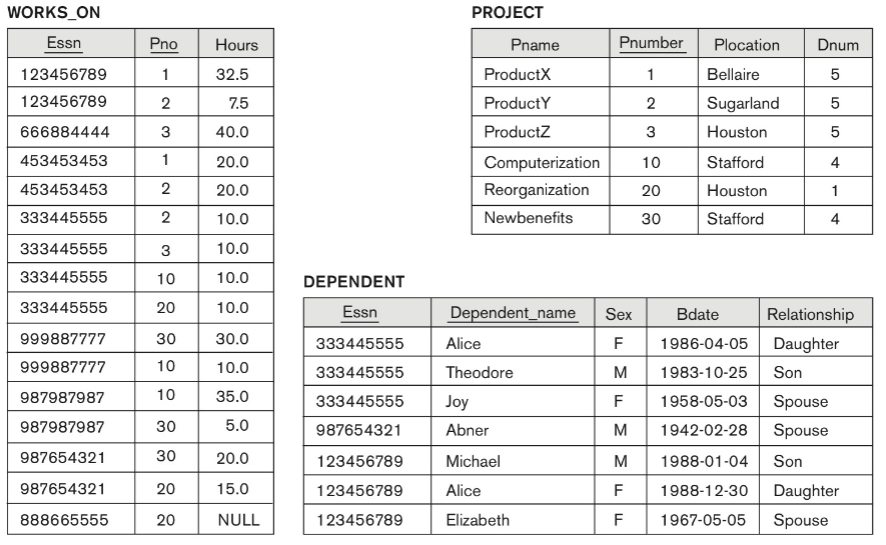 WORKS_ON
Essn Pno Hours
123456789 1 32.5
123456789 2 7.5
666884444 3 40.0
453453453 1 20.0
453453453 2 20.0
333445555 2 10.0
333445555 3 10.0
333445555 10 10.0
333445555 20 10.0
999887777 30 30.0
999887777 10 10.0
987987987 10 35.0
987987987 30 5.0
987654321 30 20.0
987654321 20 15.0
888665555 20 NULL
PROJECT
Pname Pnumber Plocation Dnum
ProductX 1 Bellaire 5
ProductY 2 Sugarland 5
ProductZ 3 Houston 5
Computerization 10 Stafford 4
Reorganization 20 Houston 1
Newbenefits 30 Stafford 4
DEPENDENT
Essn Dependent_name Sex Bdate Relationship
333445555 Alice F 1986-04-05 Daughter
333445555 Theodore M 1983-10-25 Son
333445555 Joy F 1958-05-03 Spouse
987654321 Abner M 1942-02-28 Spouse
123456789 Michael M 1988-01-04 Son
123456789 Alice F 1988-12-30 Daughter
123456789 Elizabeth F 1967-05-05 Spouse